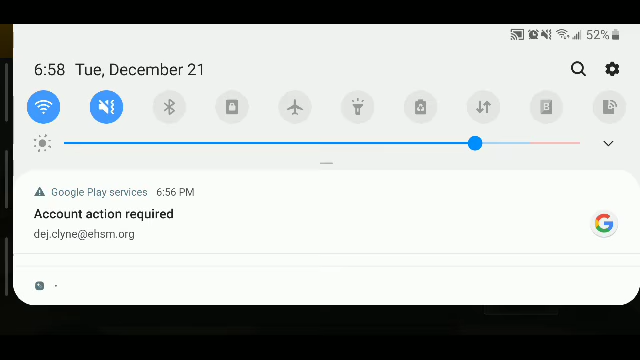 52%
6:58 Tue, December 21
Google Play services 6:56 PM
Account action required
dej.clyne@ehsm.org